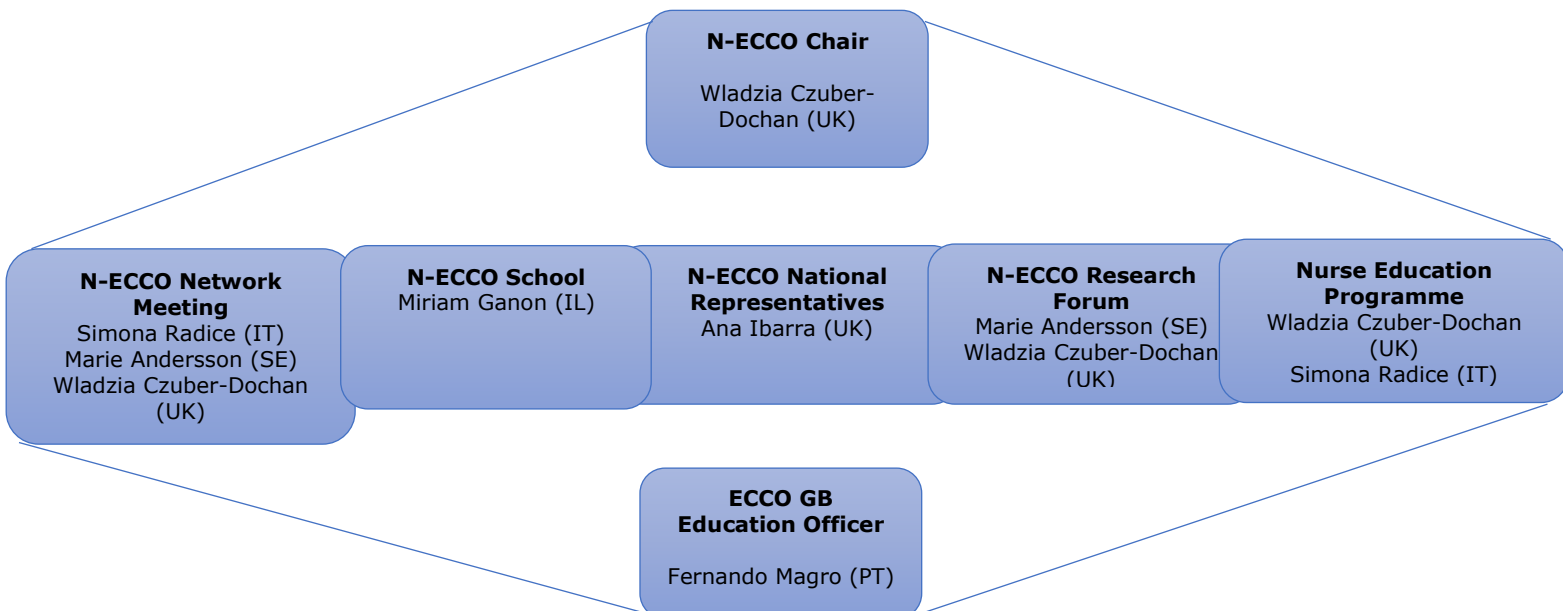 N-ECCO Chair
Wladzia Czuber-
Dochan (UK)
N-ECCO Network
Meeting
Simona Radice (IT)
Marie Andersson (SE)
Wladzia Czuber-Dochan
(UK)
N-ECCO School
Miriam Ganon (IL)
N-ECCO National
Representatives
Ana Ibarra (UK)
N-ECCO Research
Forum
Marie Andersson (SE)
Wladzia Czuber-Dochan
(UK)
Nurse Education
Programme
Wladzia Czuber-Dochan
(UK)
Simona Radice (IT)
ECCO GB
Education Officer
Fernando Magro (PT)